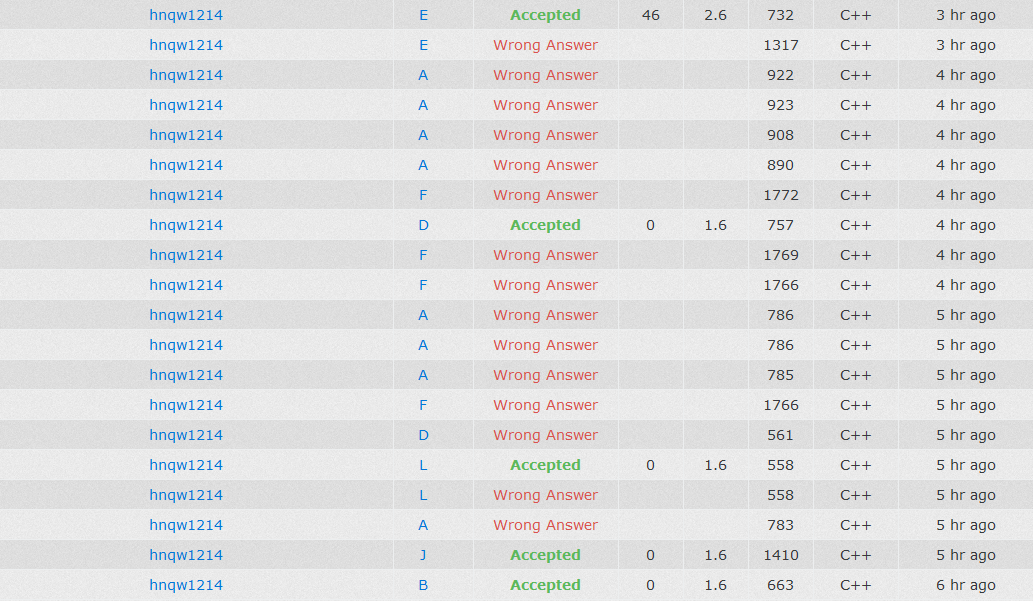 hnqw1214 E Accepted 46 2.6 732 C++ 3 hr ago
hnqw1214 E Wrong Answer 1317 C++ 3 hr ago
hnqw1214 A Wrong Answer 922 C++ 4 hr ago
hnqw1214 A Wrong Answer 923 C++ 4 hr ago
hnqw1214 A Wrong Answer 908 C++ 4 hr ago
hnqw1214 A Wrong Answer 890 C++ 4 hr ago
hnqw1214 F Wrong Answer 1772 C++ 4 hr ago
hnqw1214 D Accepted 0 1.6 757 C++ 4 hr ago
hnqw1214 F Wrong Answer 1769 C++ 4 hr ago
hnqw1214 F Wrong Answer 1766 C++ 4 hr ago
hnqw1214 A Wrong Answer 786 C++ 5 hr ago
hnqw1214 A Wrong Answer 786 C++ 5 hr ago
hnqw1214 A Wrong Answer 785 C++ 5 hr ago
hnqw1214 F Wrong Answer 1766 C++ 5 hr ago
hnqw1214 D Wrong Answer 561 C++ 5 hr ago
hnqw1214 L Accepted 0 1.6 558 C++ 5 hr ago
hnqw1214 L Wrong Answer 558 C++ 5 hr ago
hnqw1214 A Wrong Answer 783 C++ 5 hr ago
hnqw1214 J Accepted 0 1.6 1410 C++ 5 hr ago
hnqw1214 B Accepted 0 1.6 663 C++ 6 hr ago